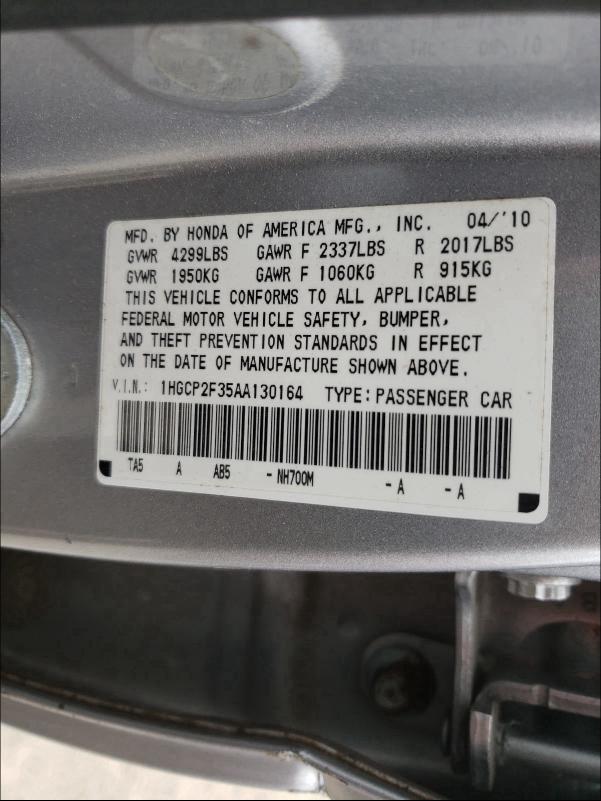 MFD. BY HONDA OF AMERICA MFG., INC. 04/'10
GVWR 4299LBS GAWR F 2337LBS R 2017LBS
GVWR 1950KG GAWR F 1060KG R 915KG
THIS VEHICLE CONFORMS TO ALL APPLICABLE
FEDERAL MOTOR VEHICLE SAFETY, BUMPER,
AND THEFT PREVENTION STANDARDS IN EFFECT
ON THE DATE OF MANUFACTURE SHOWN ABOVE.
V.I.N.: 1HGCP2F35AA130164 TYPE: PASSENGER CAR
TA5 A AB5 - NH700M - A - A